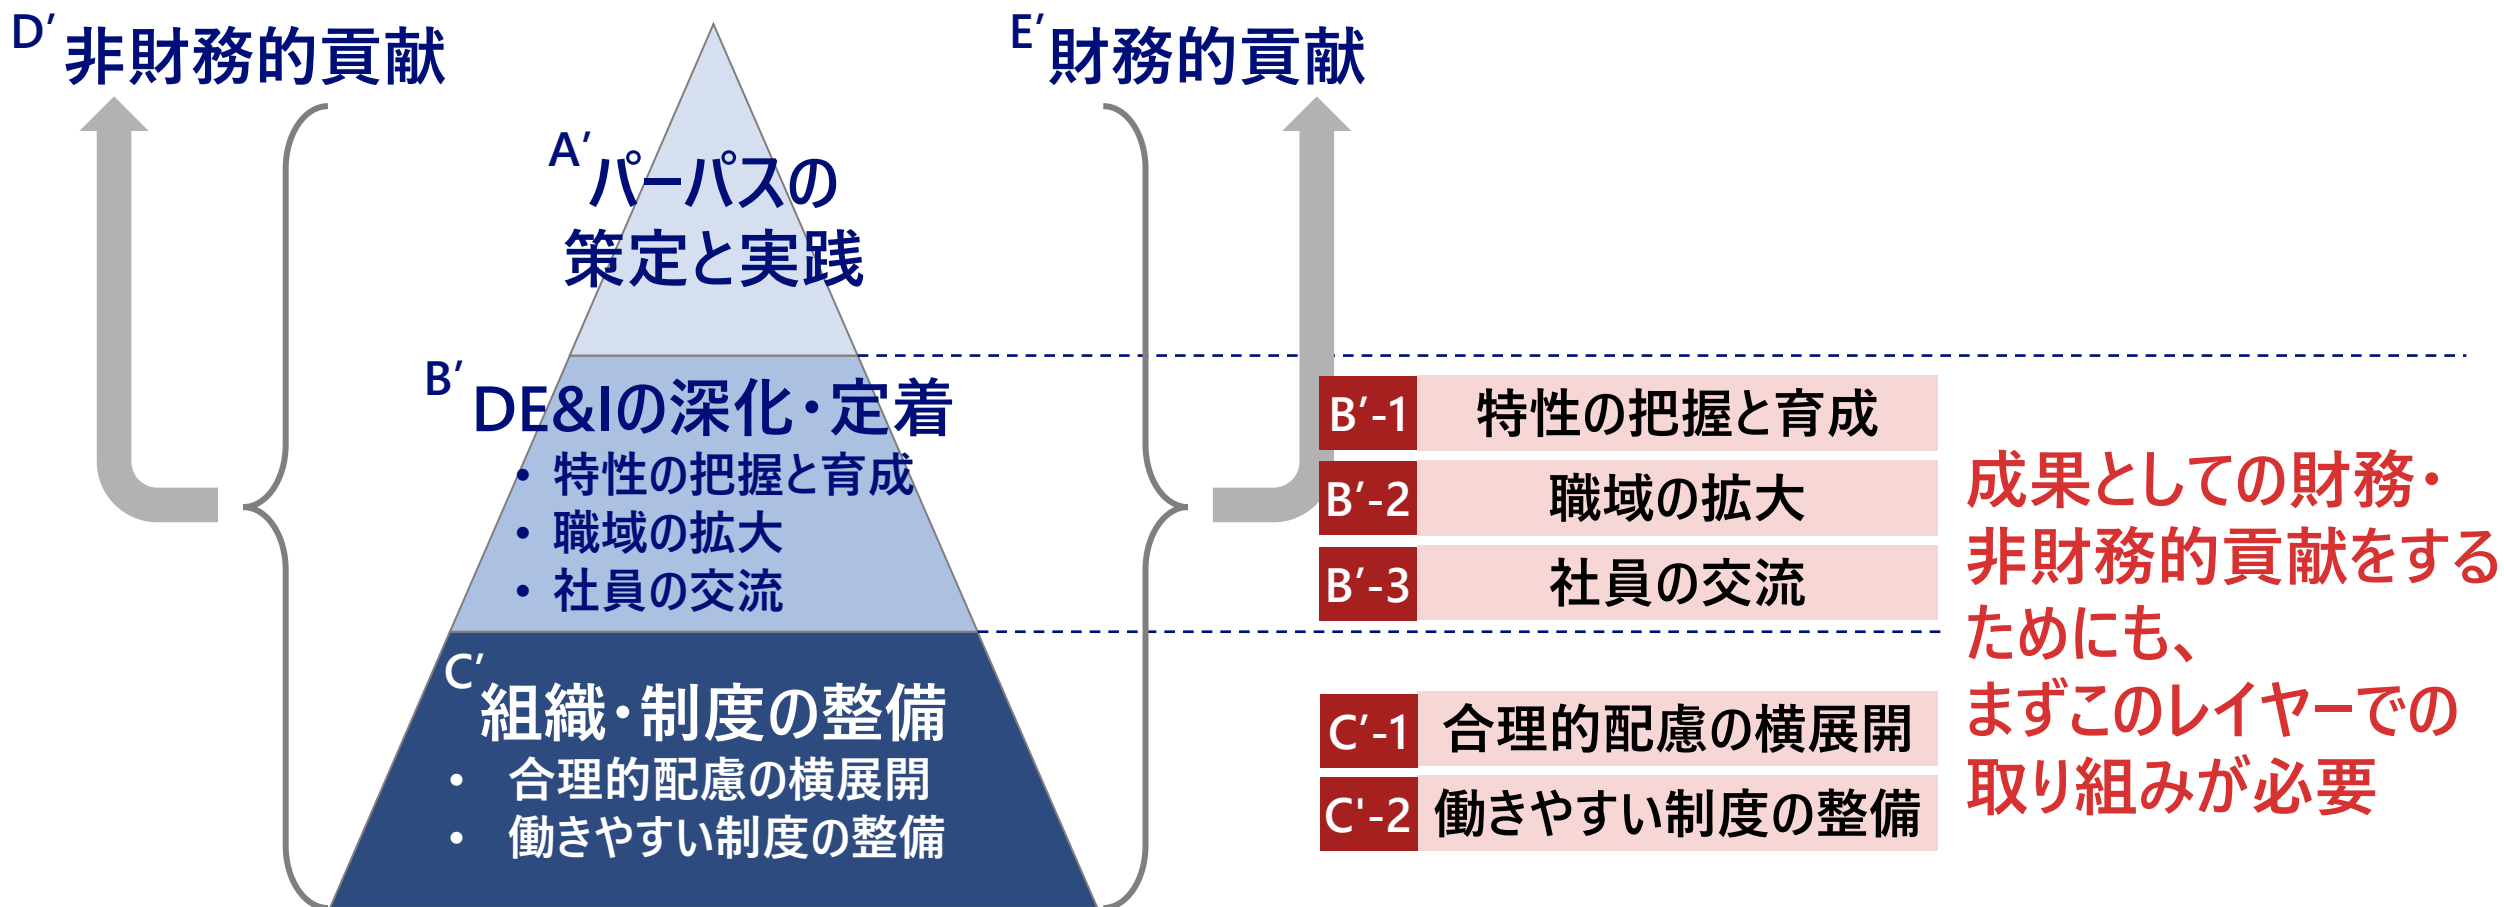 D′
非財務的貢献
E′
財務的貢献
A′
パーパスの
策定と実践
B′
DE&Iの深化・定着
• 特性の把握と育成
• 職域の拡大
• 社員の交流
C′
組織・制度の整備
• 合理的配慮の横展開
• 働きやすい制度の整備
B′-1 特性の把握と育成
B′-2 職域の拡大
B′-3 社員の交流
C′-1 合理的配慮の横展開
C'-2 働きやすい制度の整備
効果としての財務・
非財務的貢献を考える
ためにも、
まずこのレイヤーでの
取り組みが必要